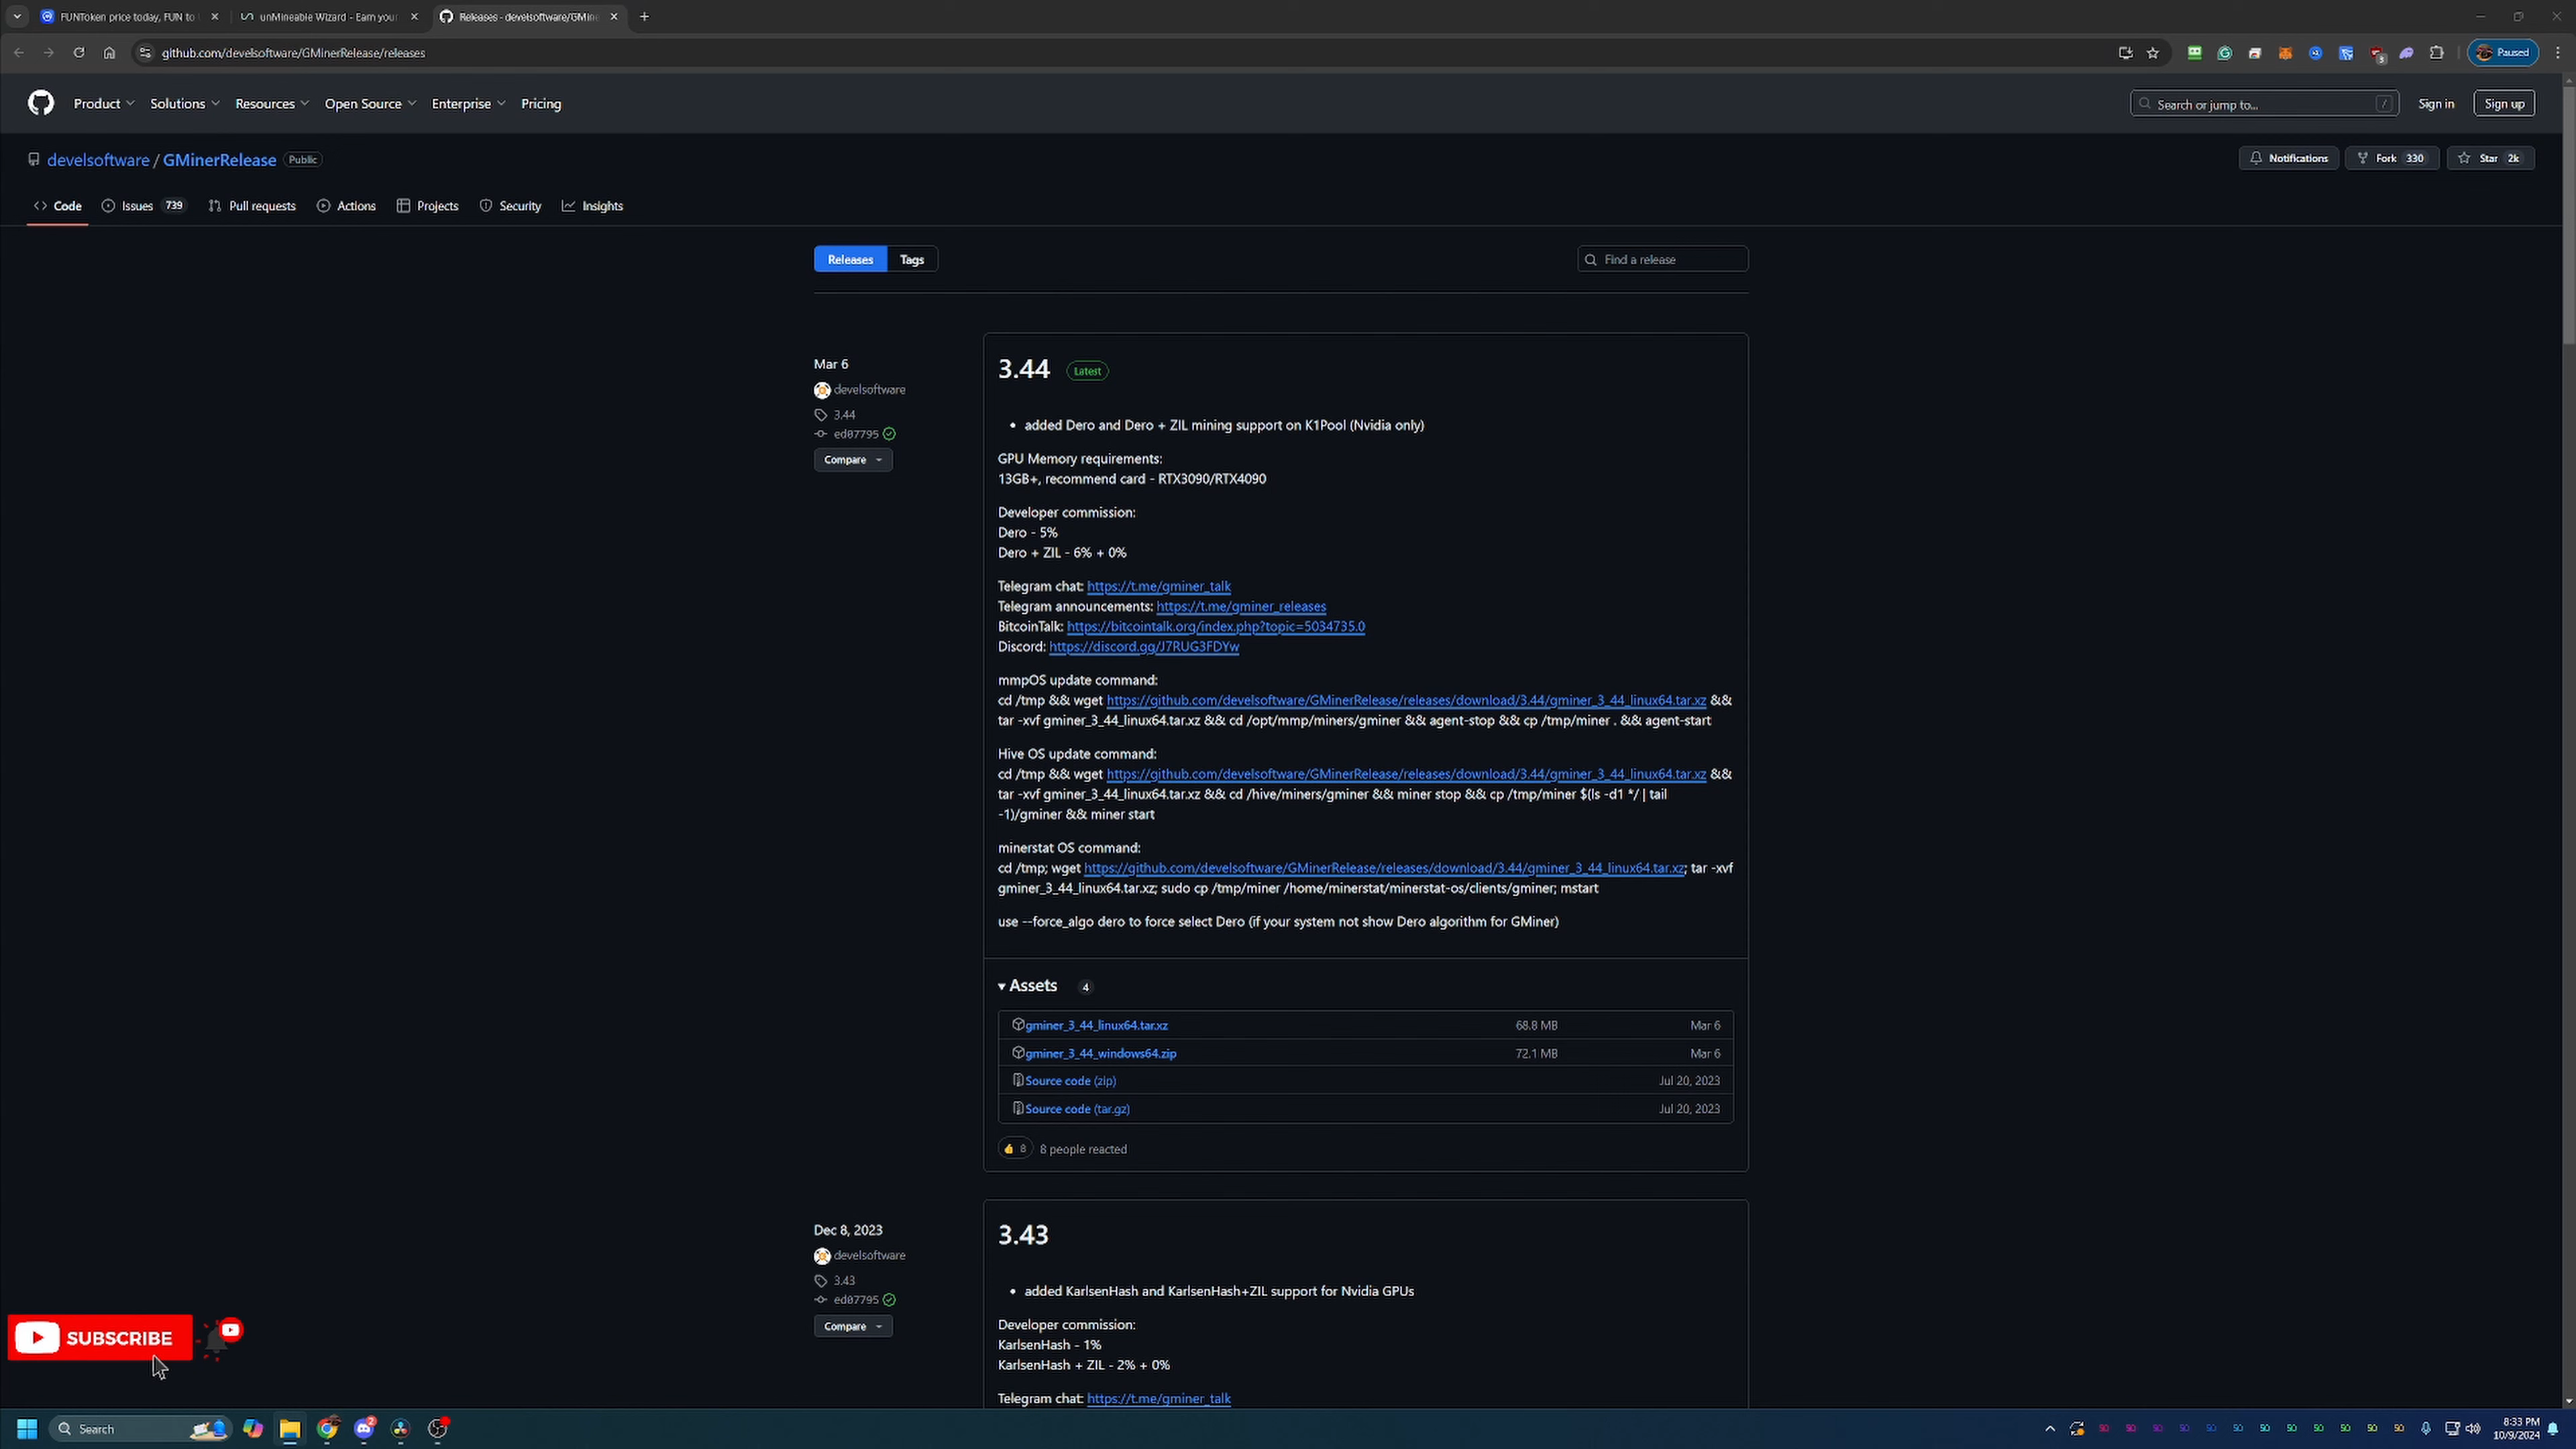 FUNToken price today, FUN to
unMineable Wizard - Earn your
Releases · develsoftware/GMine
github.com/develsoftware/GMinerRelease/releases
Paused
Product
Solutions
Resources
Open Source
Enterprise
Pricing
Search or jump to...
/
Sign in
Sign up
develsoftware / GMinerRelease
Public
Notifications
Fork 330
Star 2k
Code
Issues 739
Pull requests
Actions
Projects
Security
Insights
Releases
Tags
Find a release
Mar 6
develsoftware
3.44
ed07795
Compare
3.44 Latest
• added Dero and Dero + ZIL mining support on K1Pool (Nvidia only)
GPU Memory requirements:
13GB+, recommend card - RTX3090/RTX4090
Developer commission:
Dero - 5%
Dero + ZIL - 6% + 0%
Telegram chat: https://t.me/gminer_talk
Telegram announcements: https://t.me/gminer_releases
BitcoinTalk: https://bitcointalk.org/index.php?topic=5034735.0
Discord: https://discord.gg/J7RUG3FDYw
mmpOS update command:
cd /tmp && wget https://github.com/develsoftware/GMinerRelease/releases/download/3.44/gminer_3_44_linux64.tar.xz &&
tar -xvf gminer_3_44_linux64.tar.xz && cd /opt/mmp/miners/gminer && agent-stop && cp /tmp/miner . && agent-start
Hive OS update command:
cd /tmp && wget https://github.com/develsoftware/GMinerRelease/releases/download/3.44/gminer_3_44_linux64.tar.xz &&
tar -xvf gminer_3_44_linux64.tar.xz && cd /hive/miners/gminer && miner stop && cp /tmp/miner $(ls -d1 */ | tail
-1)/gminer && miner start
minerstat OS command:
cd /tmp; wget https://github.com/develsoftware/GMinerRelease/releases/download/3.44/gminer_3_44_linux64.tar.xz; tar -xvf
gminer_3_44_linux64.tar.xz; sudo cp /tmp/miner /home/minerstat/minerstat-os/clients/gminer; mstart
use --force_algo dero to force select Dero (if your system not show Dero algorithm for GMiner)
Assets 4
gminer_3_44_linux64.tar.xz 68.8 MB Mar 6
gminer_3_44_windows64.zip 72.1 MB Mar 6
Source code (zip) Jul 20, 2023
Source code (tar.gz) Jul 20, 2023
8 8 people reacted
Dec 8, 2023
develsoftware
3.43
ed07795
Compare
3.43
• added KarlsenHash and KarlsenHash+ZIL support for Nvidia GPUs
Developer commission:
KarlsenHash - 1%
KarlsenHash + ZIL - 2% + 0%
Telegram chat: https://t.me/gminer_talk
SUBSCRIBE
Search
8:33 PM
10/9/2024